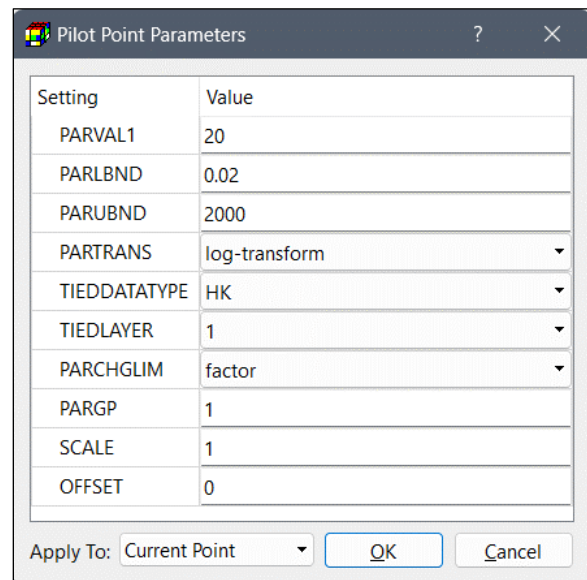 Pilot Point Parameters ? ×
Setting Value
PARVAL1 20
PARLBND 0.02
PARUBND 2000
PARTRANS log-transform
TIEDDATATYPE HK
TIEDLAYER 1
PARCHGLIM factor
PARGP 1
SCALE 1
OFFSET 0
Apply To: Current Point OK Cancel